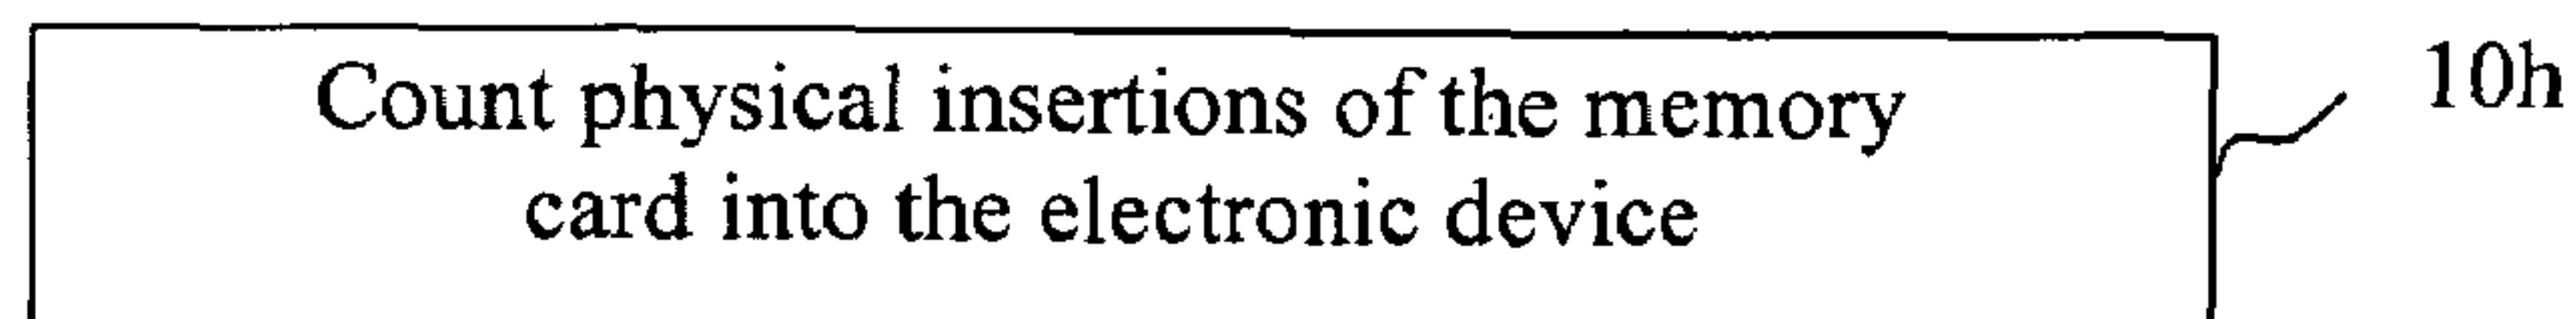 Count physical insertions of the memory 10h
card into the electronic device